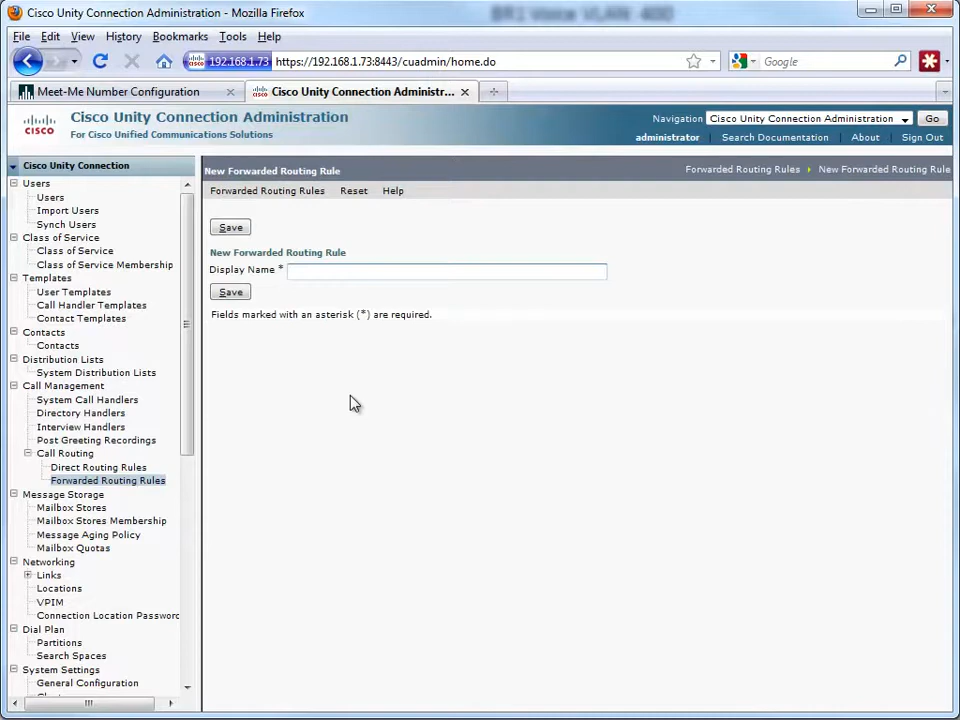 Cisco Unity Connection Administration - Mozilla Firefox
BR1 Voice VLAN: 400
File Edit View History Bookmarks Tools Help
192.168.1.73 https://192.168.1.73:8443/cuadmin/home.do
Google
Meet-Me Number Configuration
Cisco Unity Connection Administr...
CISCO
Cisco Unity Connection Administration
For Cisco Unified Communications Solutions
Navigation Cisco Unity Connection Administration Go
administrator Search Documentation About Sign Out
Cisco Unity Connection
Users
Users
Import Users
Synch Users
Class of Service
Class of Service
Class of Service Membership
Templates
User Templates
Call Handler Templates
Contact Templates
Contacts
Contacts
Distribution Lists
System Distribution Lists
Call Management
System Call Handlers
Directory Handlers
Interview Handlers
Post Greeting Recordings
Call Routing
Direct Routing Rules
Forwarded Routing Rules
Message Storage
Mailbox Stores
Mailbox Stores Membership
Message Aging Policy
Mailbox Quotas
Networking
Links
Locations
VPIM
Connection Location Password
Dial Plan
Partitions
Search Spaces
System Settings
General Configuration
New Forwarded Routing Rule
Forwarded Routing Rules New Forwarded Routing Rule
Forwarded Routing Rules Reset Help
Save
New Forwarded Routing Rule
Display Name *
Save
Fields marked with an asterisk (*) are required.